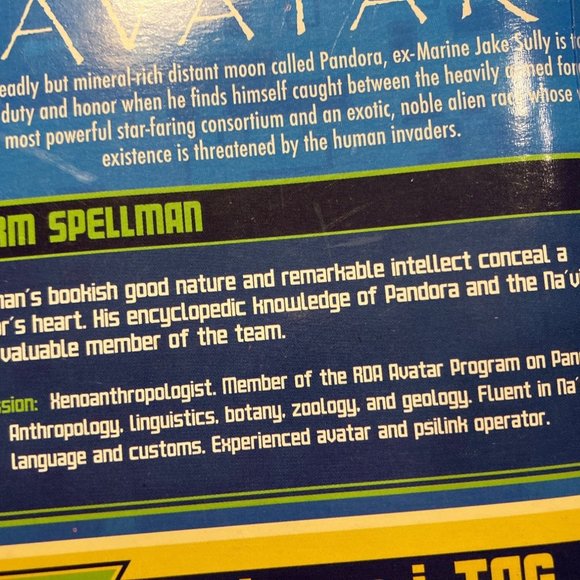 AVATAR
eadly but mineral-rich distant moon called Pandora, ex-Marine Jake Sully is
duty and honor when he finds himself caught between the heavily armed
most powerful star-faring consortium and an exotic, noble alien race whose
existence is threatened by the human invaders.
RM SPELLMAN
man's bookish good nature and remarkable intellect conceal a
or's heart. His encyclopedic knowledge of Pandora and the Na'vi
valuable member of the team.
ssion: Xenoanthropologist. Member of the RDA Avatar Program on Pan
Anthropology, linguistics, botany, zoology, and geology. Fluent in Na'
language and customs. Experienced avatar and psilink operator.
i-TAG